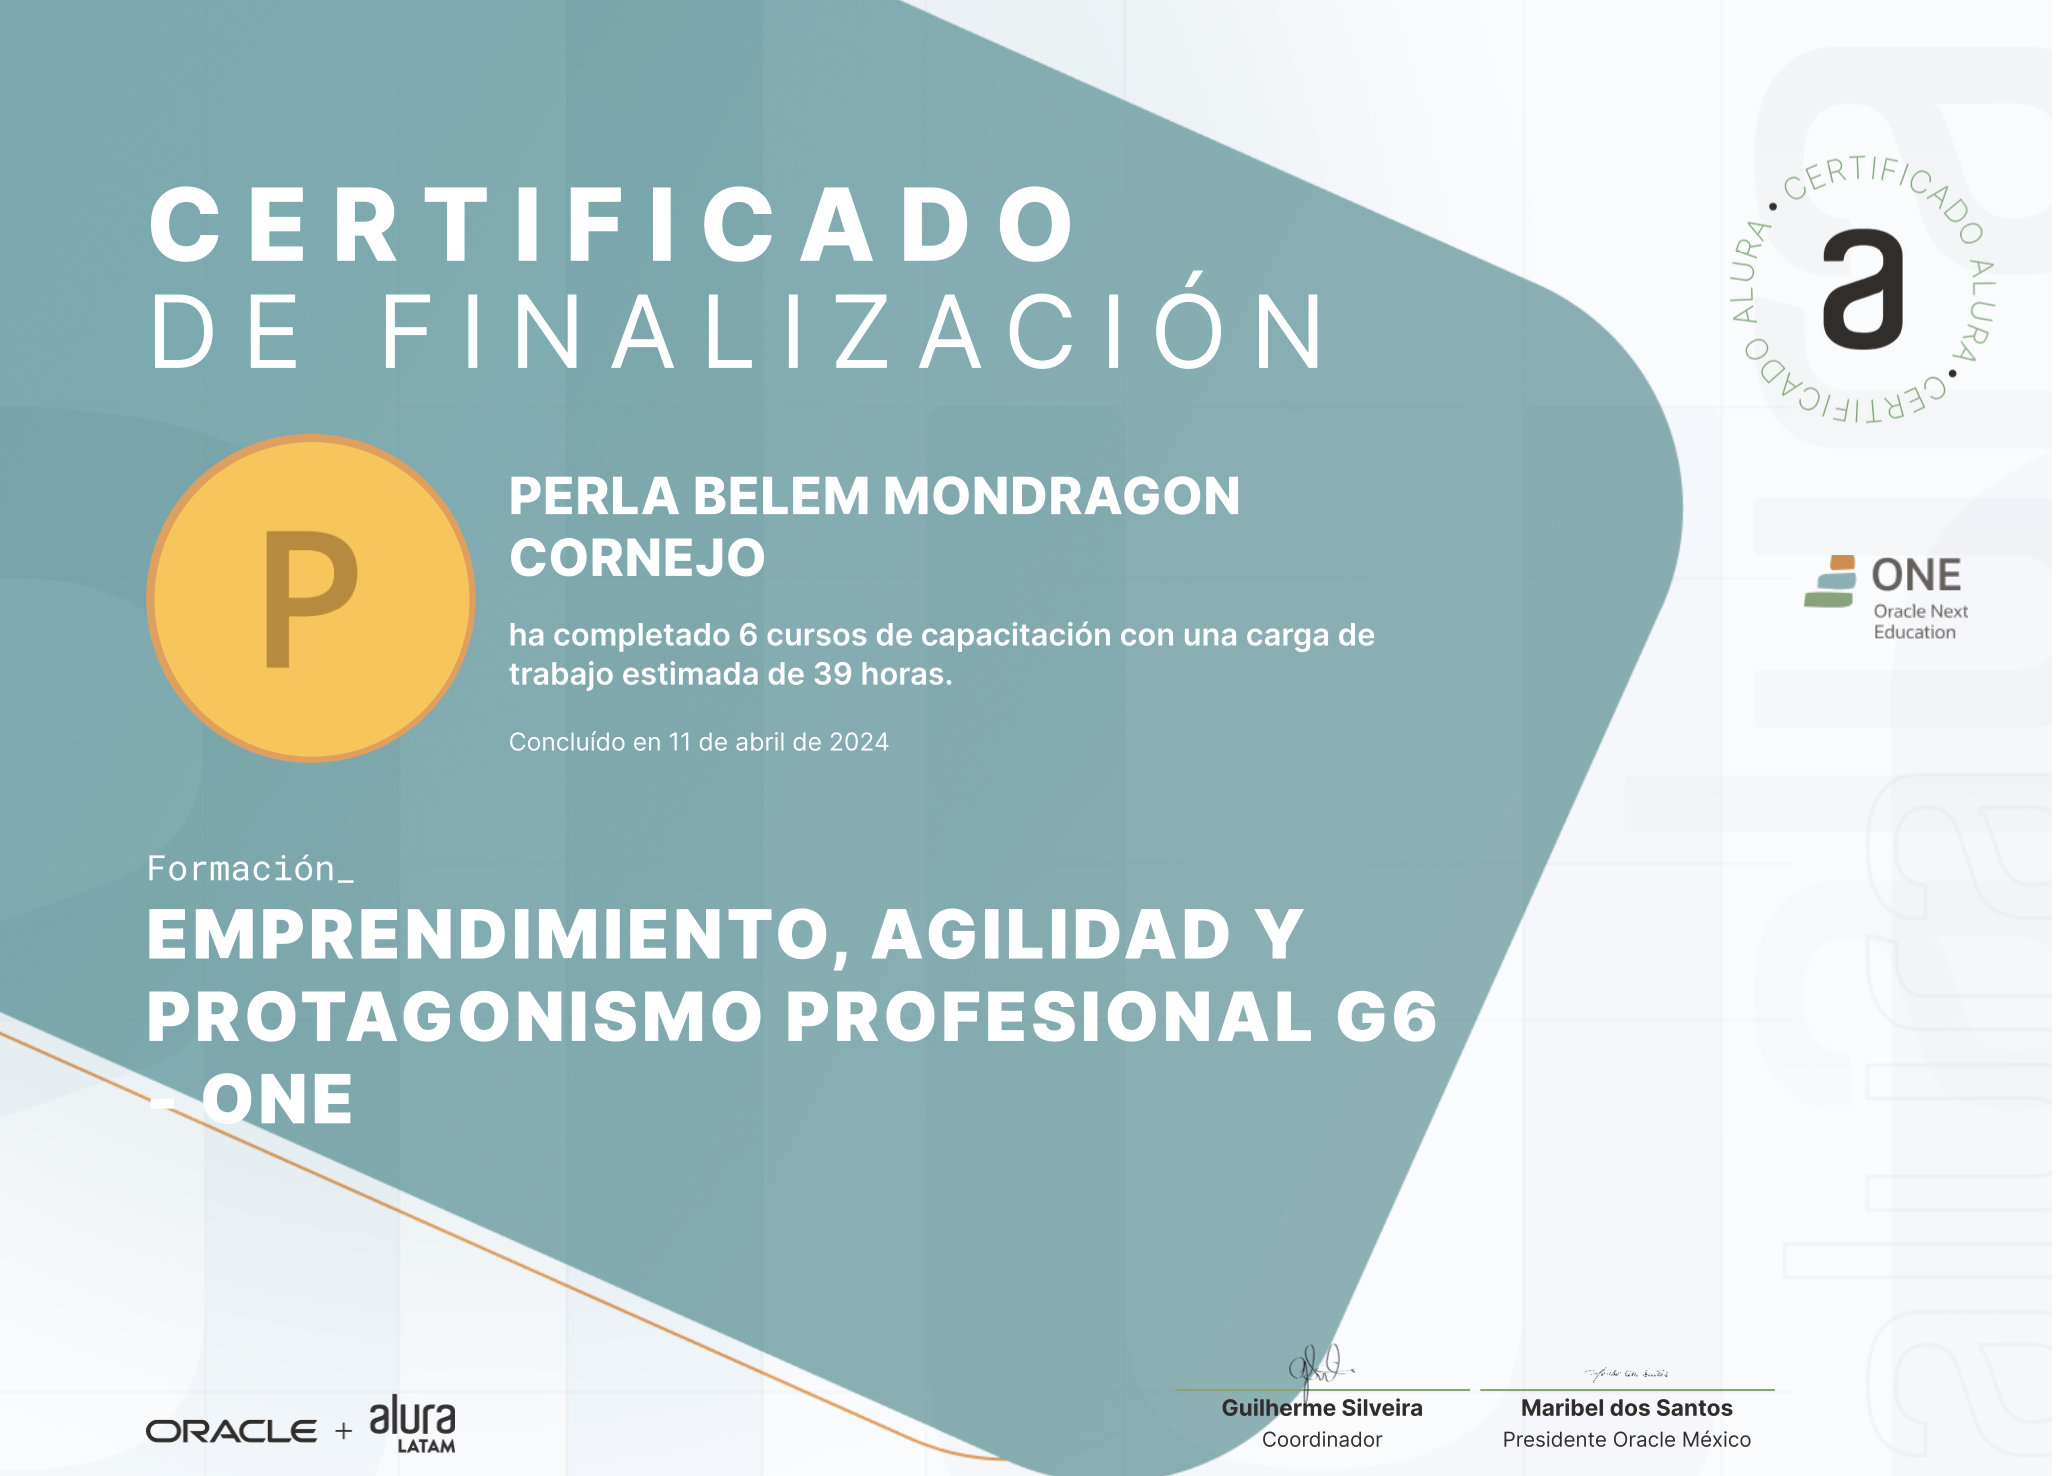 CERTIFICADO
DE FINALIZACIÓN
CERTIFICADO ALURA • CERTIFICADO ALURA •
a
P
PERLA BELEM MONDRAGON
CORNEJO
ha completado 6 cursos de capacitación con una carga de
trabajo estimada de 39 horas.
Concluído en 11 de abril de 2024
ONE
Oracle Next
Education
Formación_
EMPRENDIMIENTO, AGILIDAD Y
PROTAGONISMO PROFESIONAL G6
- ONE
ORACLE + alura
LATAM
Guilherme Silveira
Coordinador
Maribel dos Santos
Presidente Oracle México
alura
alura